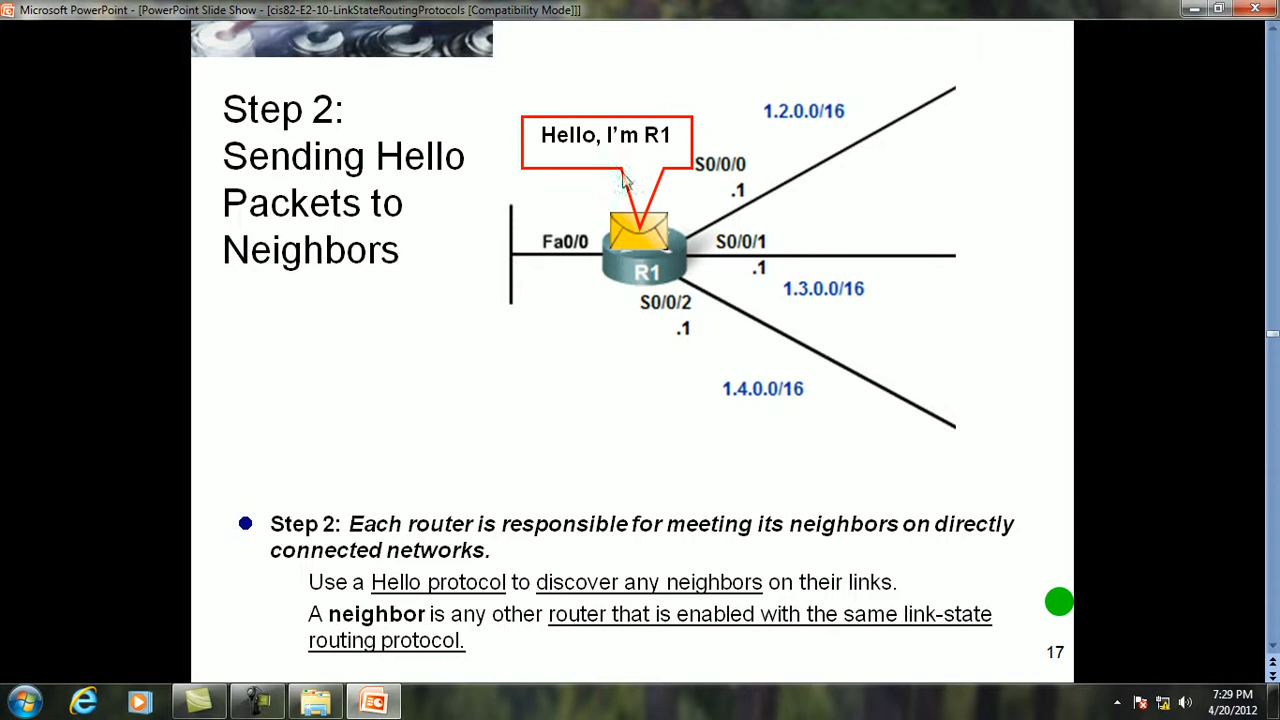 Microsoft PowerPoint - [PowerPoint Slide Show - [cis82-E2-10-LinkStateRoutingProtocols [Compatibility Mode]]]
Step 2:
Sending Hello
Packets to
Neighbors
Hello, I’m R1
1.2.0.0/16
S0/0/0
.1
Fa0/0
S0/0/1
.1
R1
1.3.0.0/16
S0/0/2
.1
1.4.0.0/16
Step 2: Each router is responsible for meeting its neighbors on directly
connected networks.
Use a Hello protocol to discover any neighbors on their links.
A neighbor is any other router that is enabled with the same link-state
routing protocol.
17
7:29 PM
4/20/2012